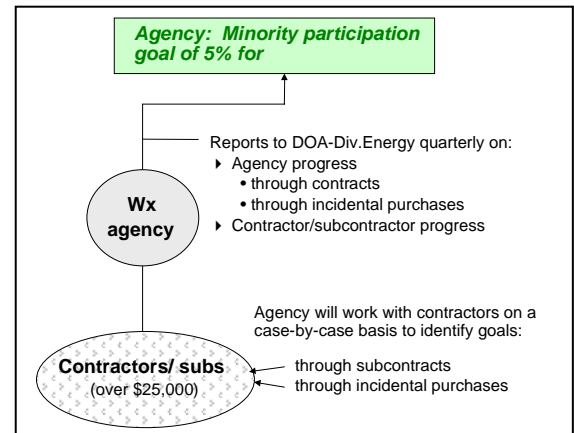 Agency:  Minority participation
goal of 5% for
Reports to DOA-Div.Energy quarterly on:
Agency progress
• through contracts
• through incidental purchases
Contractor/subcontractor progress
Wx
agency
Agency will work with contractors on a
case-by-case basis to identify goals:
Contractors/ subs
(over $25,000)
through subcontracts
through incidental purchases